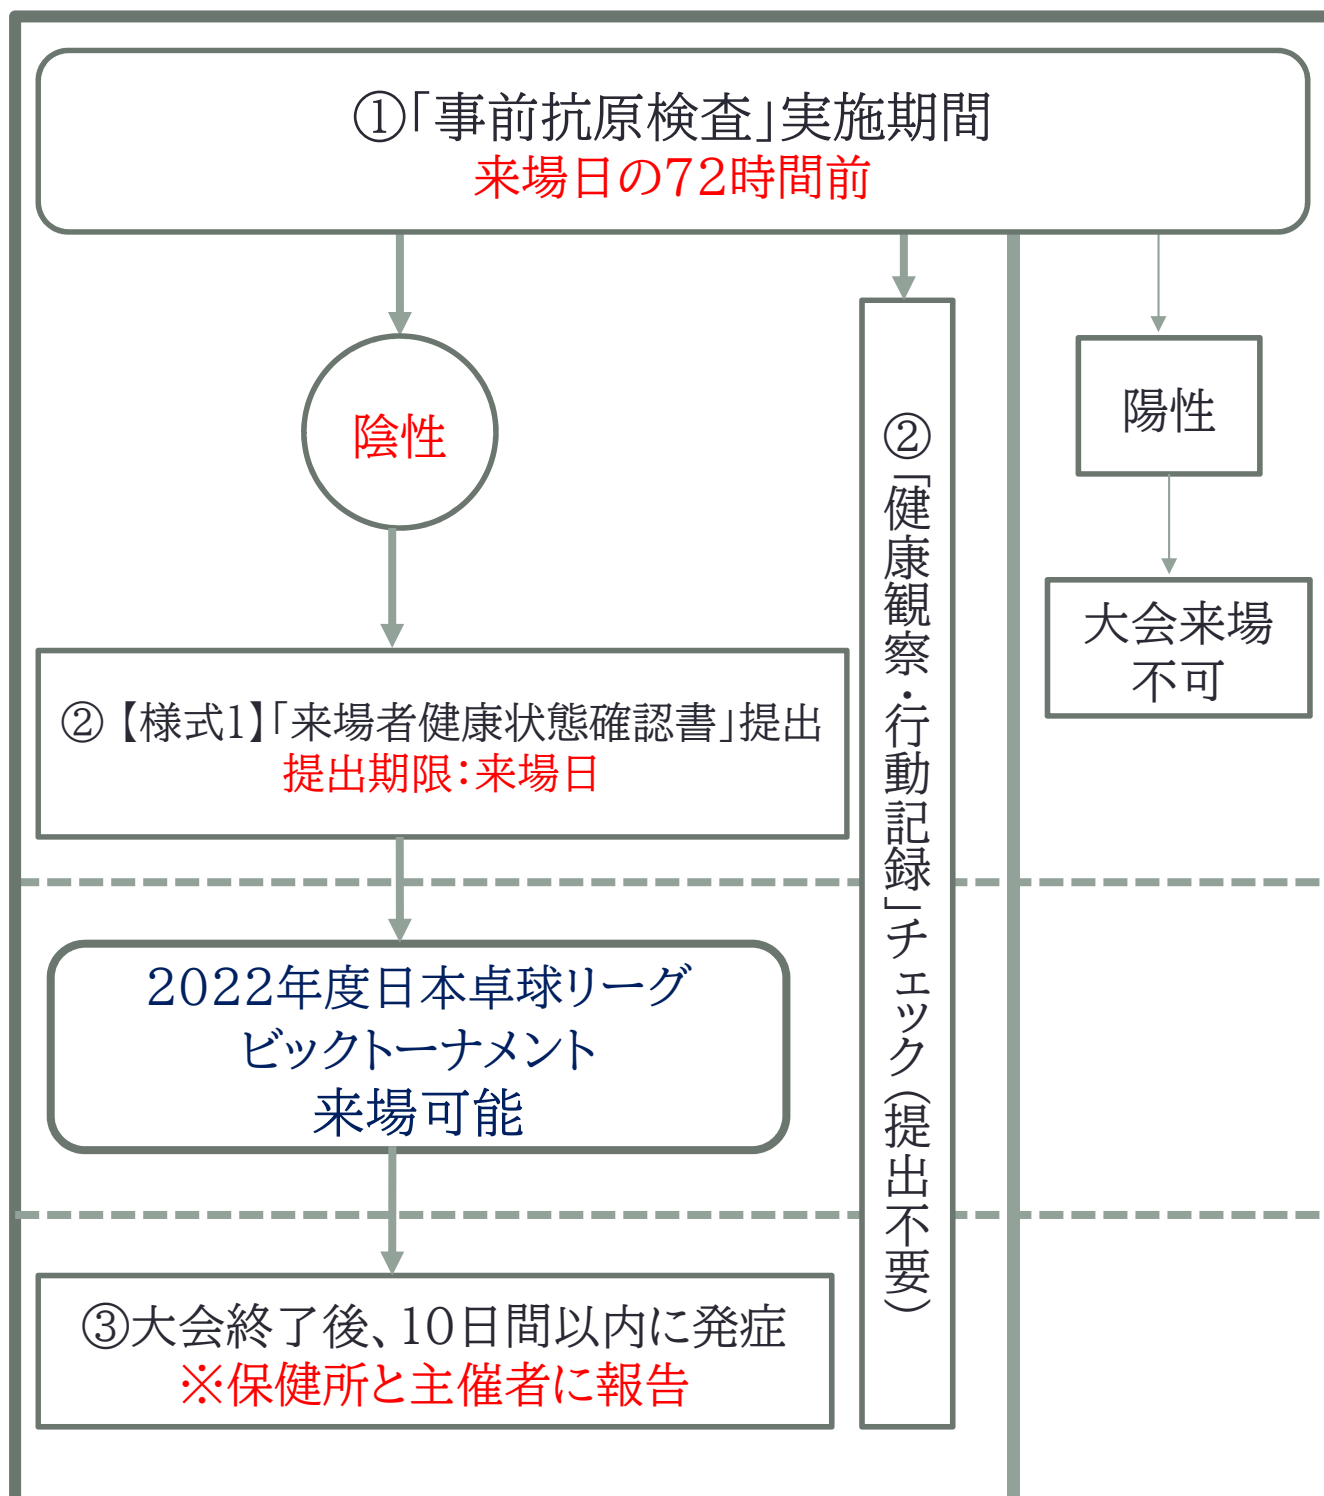 ①「事前抗原検査」実施期間
来場日の72時間前
陰性
②【様式1】「来場者健康状態確認書」提出
提出期限：来場日
2022年度日本卓球リーグ
ビックトーナメント
来場可能
③大会終了後、10日間以内に発症
※保健所と主催者に報告
②「健康観察・行動記録」チェック（提出不要）
陽性
大会来場
不可